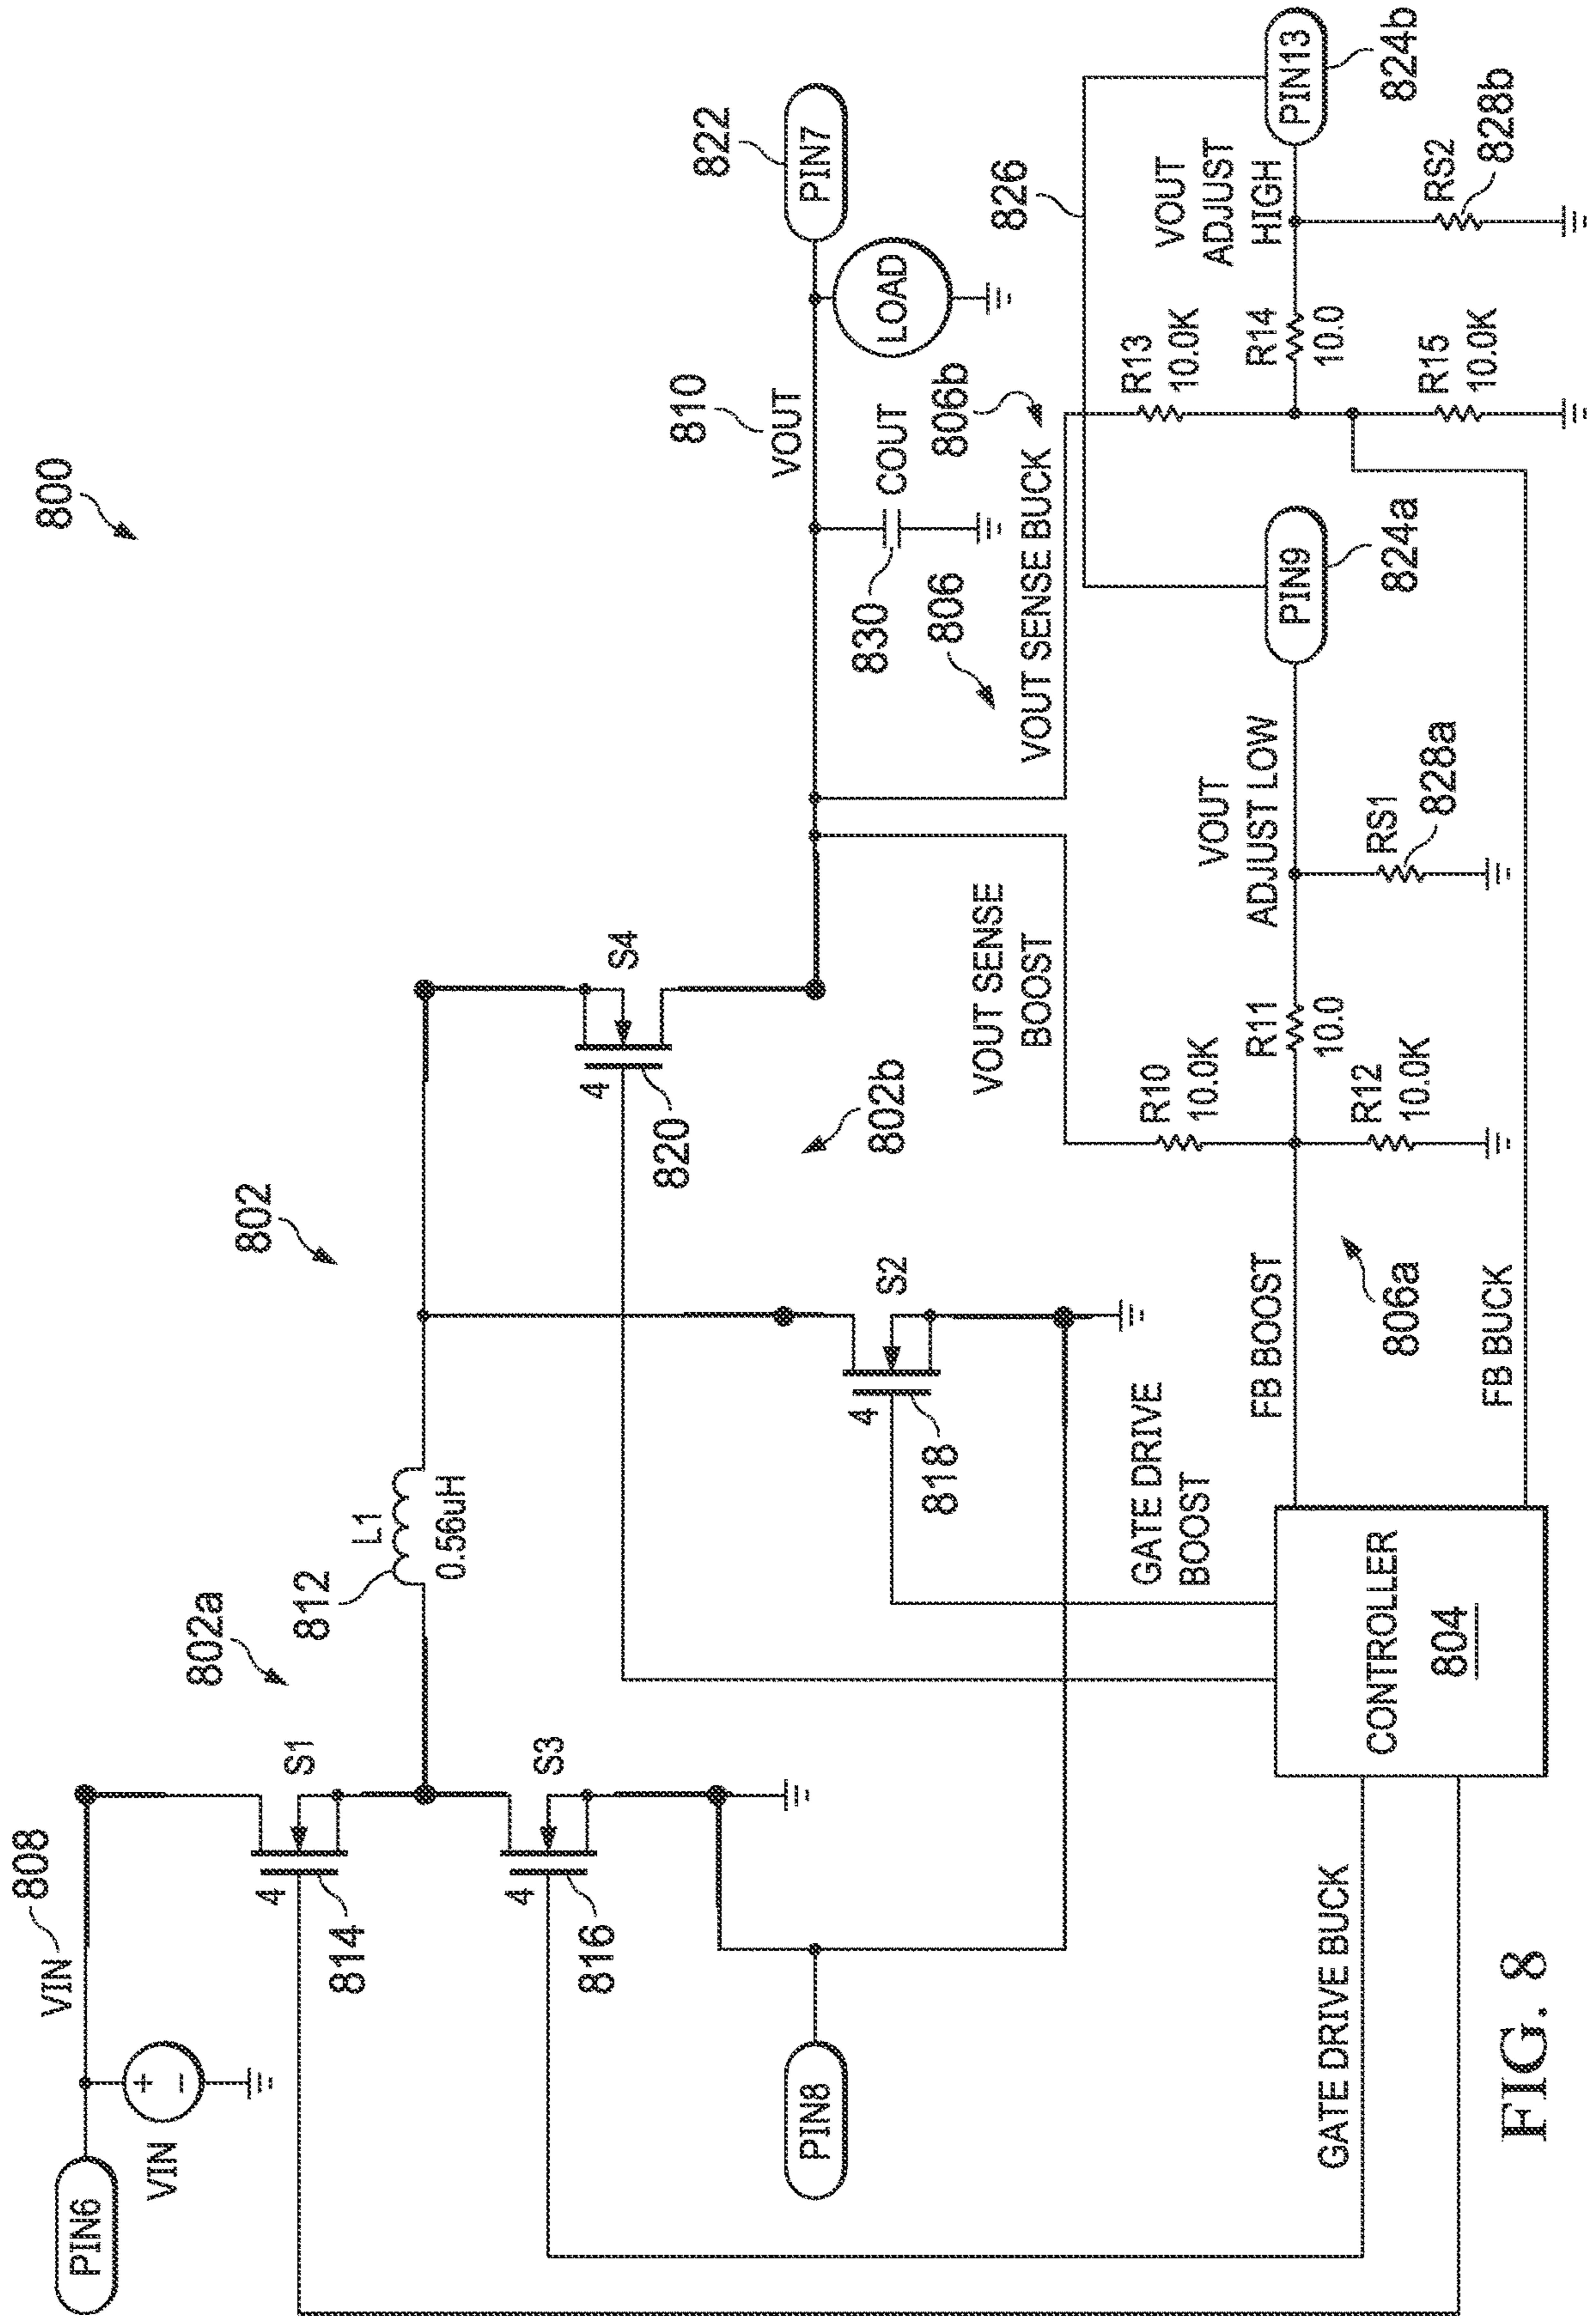 800
802
802a
802b
808
VIN
PIN6
VIN
+
-
S1
4
814
S3
4
816
L1
0.56uH
812
S4
4
820
S2
4
818
PIN8
810
VOUT
822
PIN7
LOAD
COUT
830
806
806b
VOUT SENSE BUCK
VOUT SENSE
BOOST
826
R10
10.0K
R11
10.0
R12
10.0K
VOUT
ADJUST LOW
RS1
828a
PIN9
824a
R13
10.0K
R14
10.0
R15
10.0K
VOUT
ADJUST
HIGH
RS2
828b
PIN13
824b
FB BOOST
806a
FB BUCK
GATE DRIVE
BOOST
GATE DRIVE BUCK
CONTROLLER
804
FIG. 8